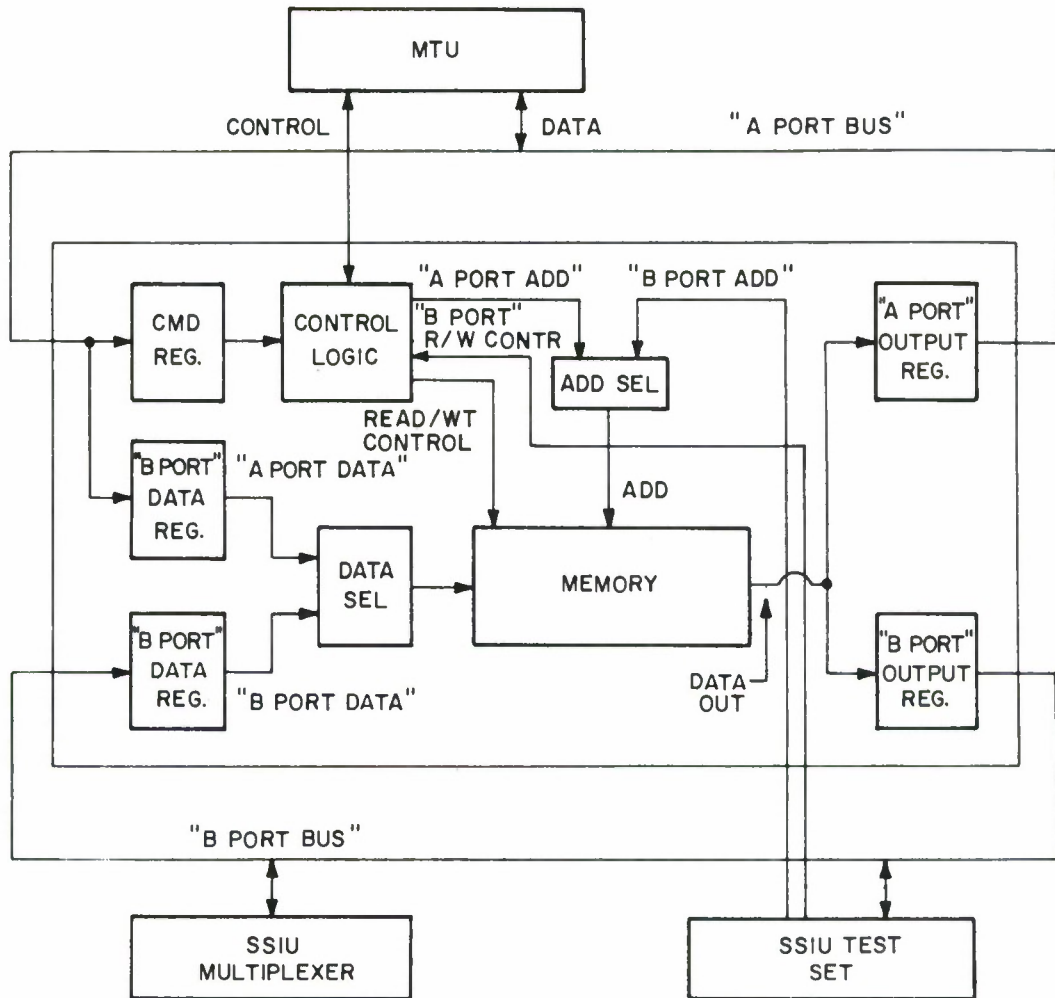 MTU
CONTROL
DATA
"A PORT BUS"
"A PORT ADD"
"B PORT ADD"
CMD
REG.
CONTROL
LOGIC
"B PORT"
R/W CONTR
ADD SEL
"A PORT"
OUTPUT
REG.
READ/WT
CONTROL
"B PORT"
DATA
REG.
"A PORT DATA"
ADD
DATA
SEL
MEMORY
"B PORT"
DATA
REG.
"B PORT DATA"
DATA
OUT
"B PORT"
OUTPUT
REG.
"B PORT BUS"
SSIU
MULTIPLEXER
SSIU TEST
SET